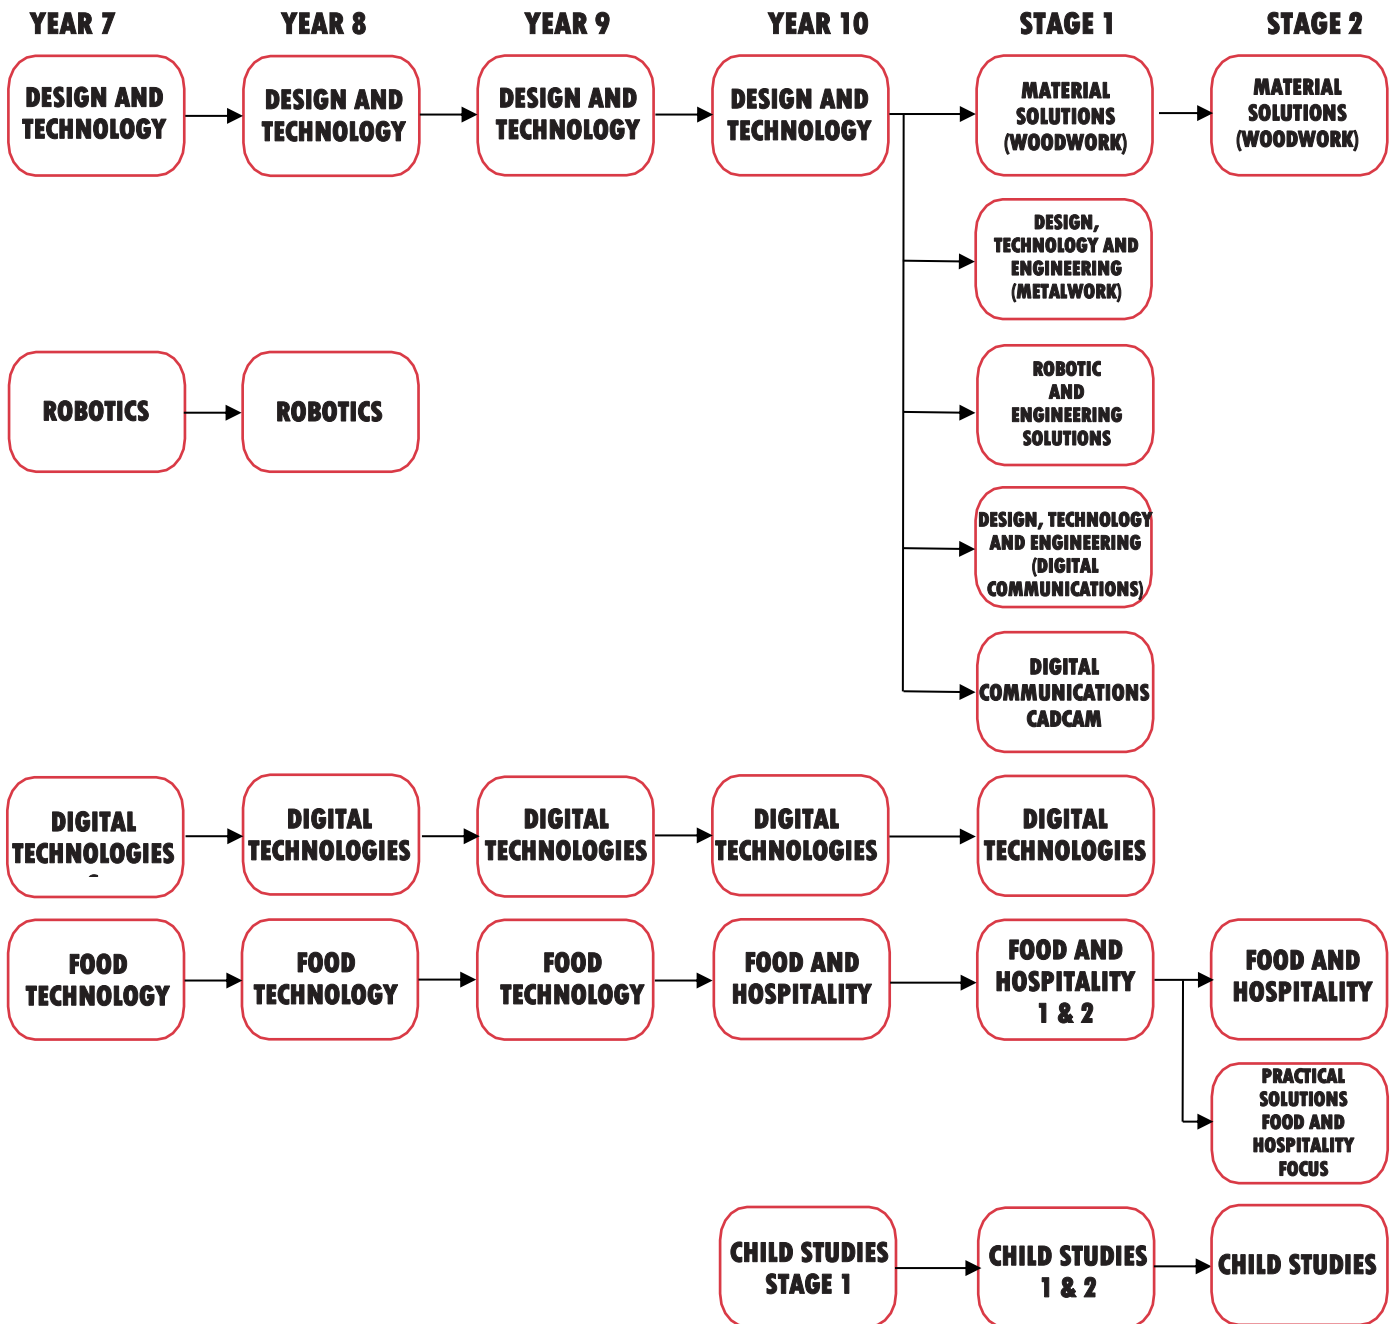 YEAR 7
YEAR 8
YEAR 9
YEAR 10
STAGE 1
STAGE 2
DESIGN AND
TECHNOLOGY
DESIGN AND
TECHNOLOGY
DESIGN AND
TECHNOLOGY
DESIGN AND
TECHNOLOGY
MATERIAL
SOLUTIONS
(WOODWORK)
MATERIAL
SOLUTIONS
(WOODWORK)
DESIGN,
TECHNOLOGY AND
ENGINEERING
(METALWORK)
ROBOTICS
ROBOTICS
ROBOTIC
AND
ENGINEERING
SOLUTIONS
DESIGN, TECHNOLOGY
AND ENGINEERING
(DIGITAL
COMMUNICATIONS)
DIGITAL
COMMUNICATIONS
CADCAM
DIGITAL
TECHNOLOGIES
DIGITAL
TECHNOLOGIES
DIGITAL
TECHNOLOGIES
DIGITAL
TECHNOLOGIES
DIGITAL
TECHNOLOGIES
FOOD
TECHNOLOGY
FOOD
TECHNOLOGY
FOOD
TECHNOLOGY
FOOD AND
HOSPITALITY
FOOD AND
HOSPITALITY
1 & 2
FOOD AND
HOSPITALITY
PRACTICAL
SOLUTIONS
FOOD AND
HOSPITALITY
FOCUS
CHILD STUDIES
STAGE 1
CHILD STUDIES
1 & 2
CHILD STUDIES